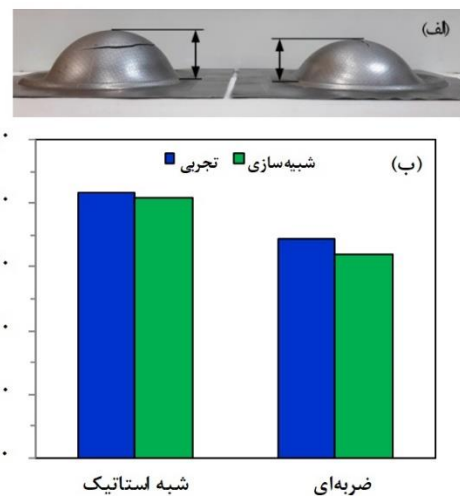 (الف)
(ب)
تجربی شبیه‌سازی
شبه استاتیک ضربه‌ای